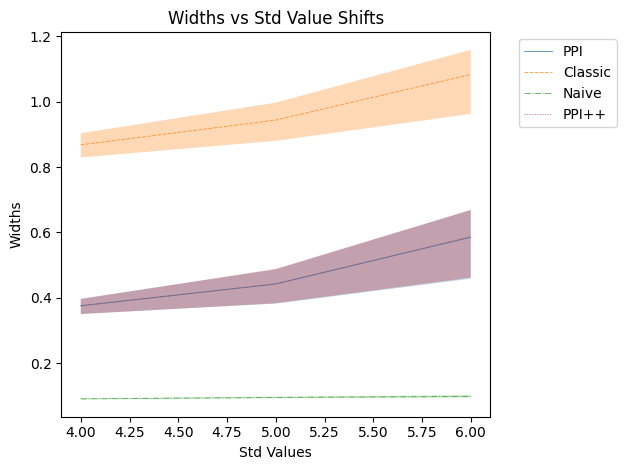 Widths vs Std Value Shifts
PPI
Classic
Naive
PPI++
Widths
1.2
1.0
0.8
0.6
0.4
0.2
4.00 4.25 4.50 4.75 5.00 5.25 5.50 5.75 6.00
Std Values